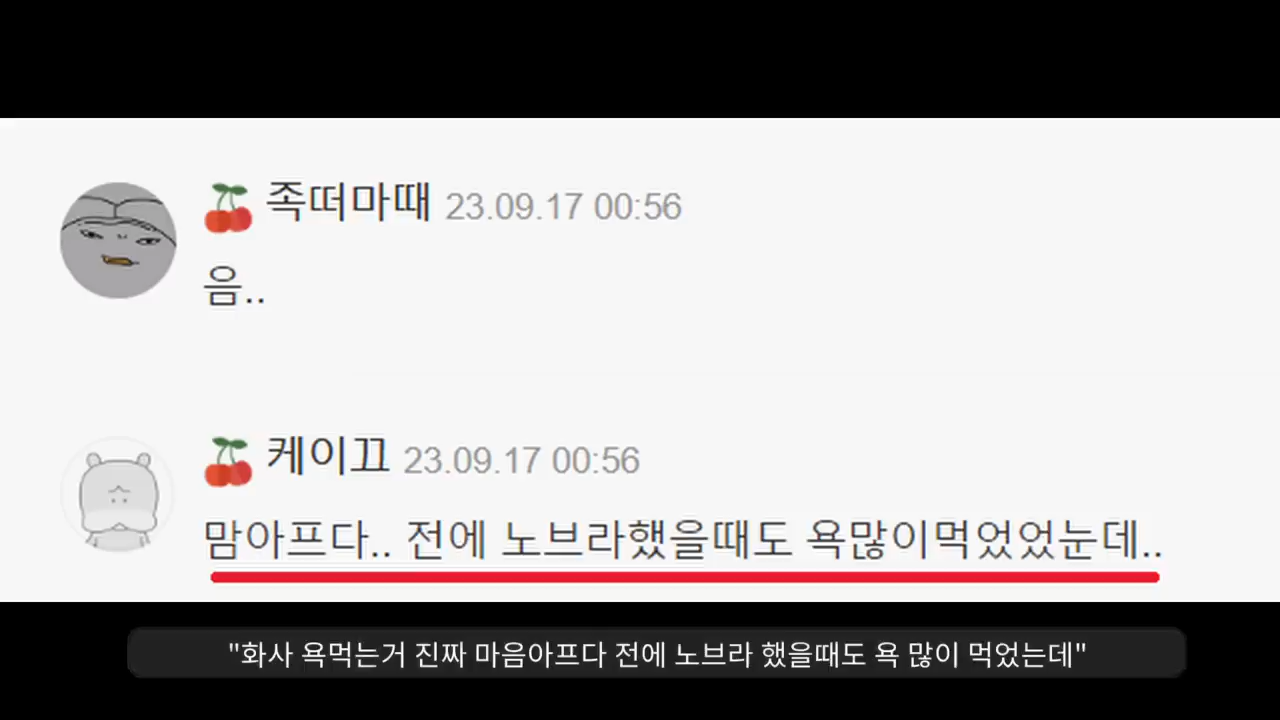 족떠마때 23.09.17 00:56
음..
케이끄 23.09.17 00:56
맘아프다.. 전에 노브라했을때도 욕많이먹었었눈데..
"화사 욕먹는거 진짜 마음아프다 전에 노브라 했을때도 욕 많이 먹었는데"